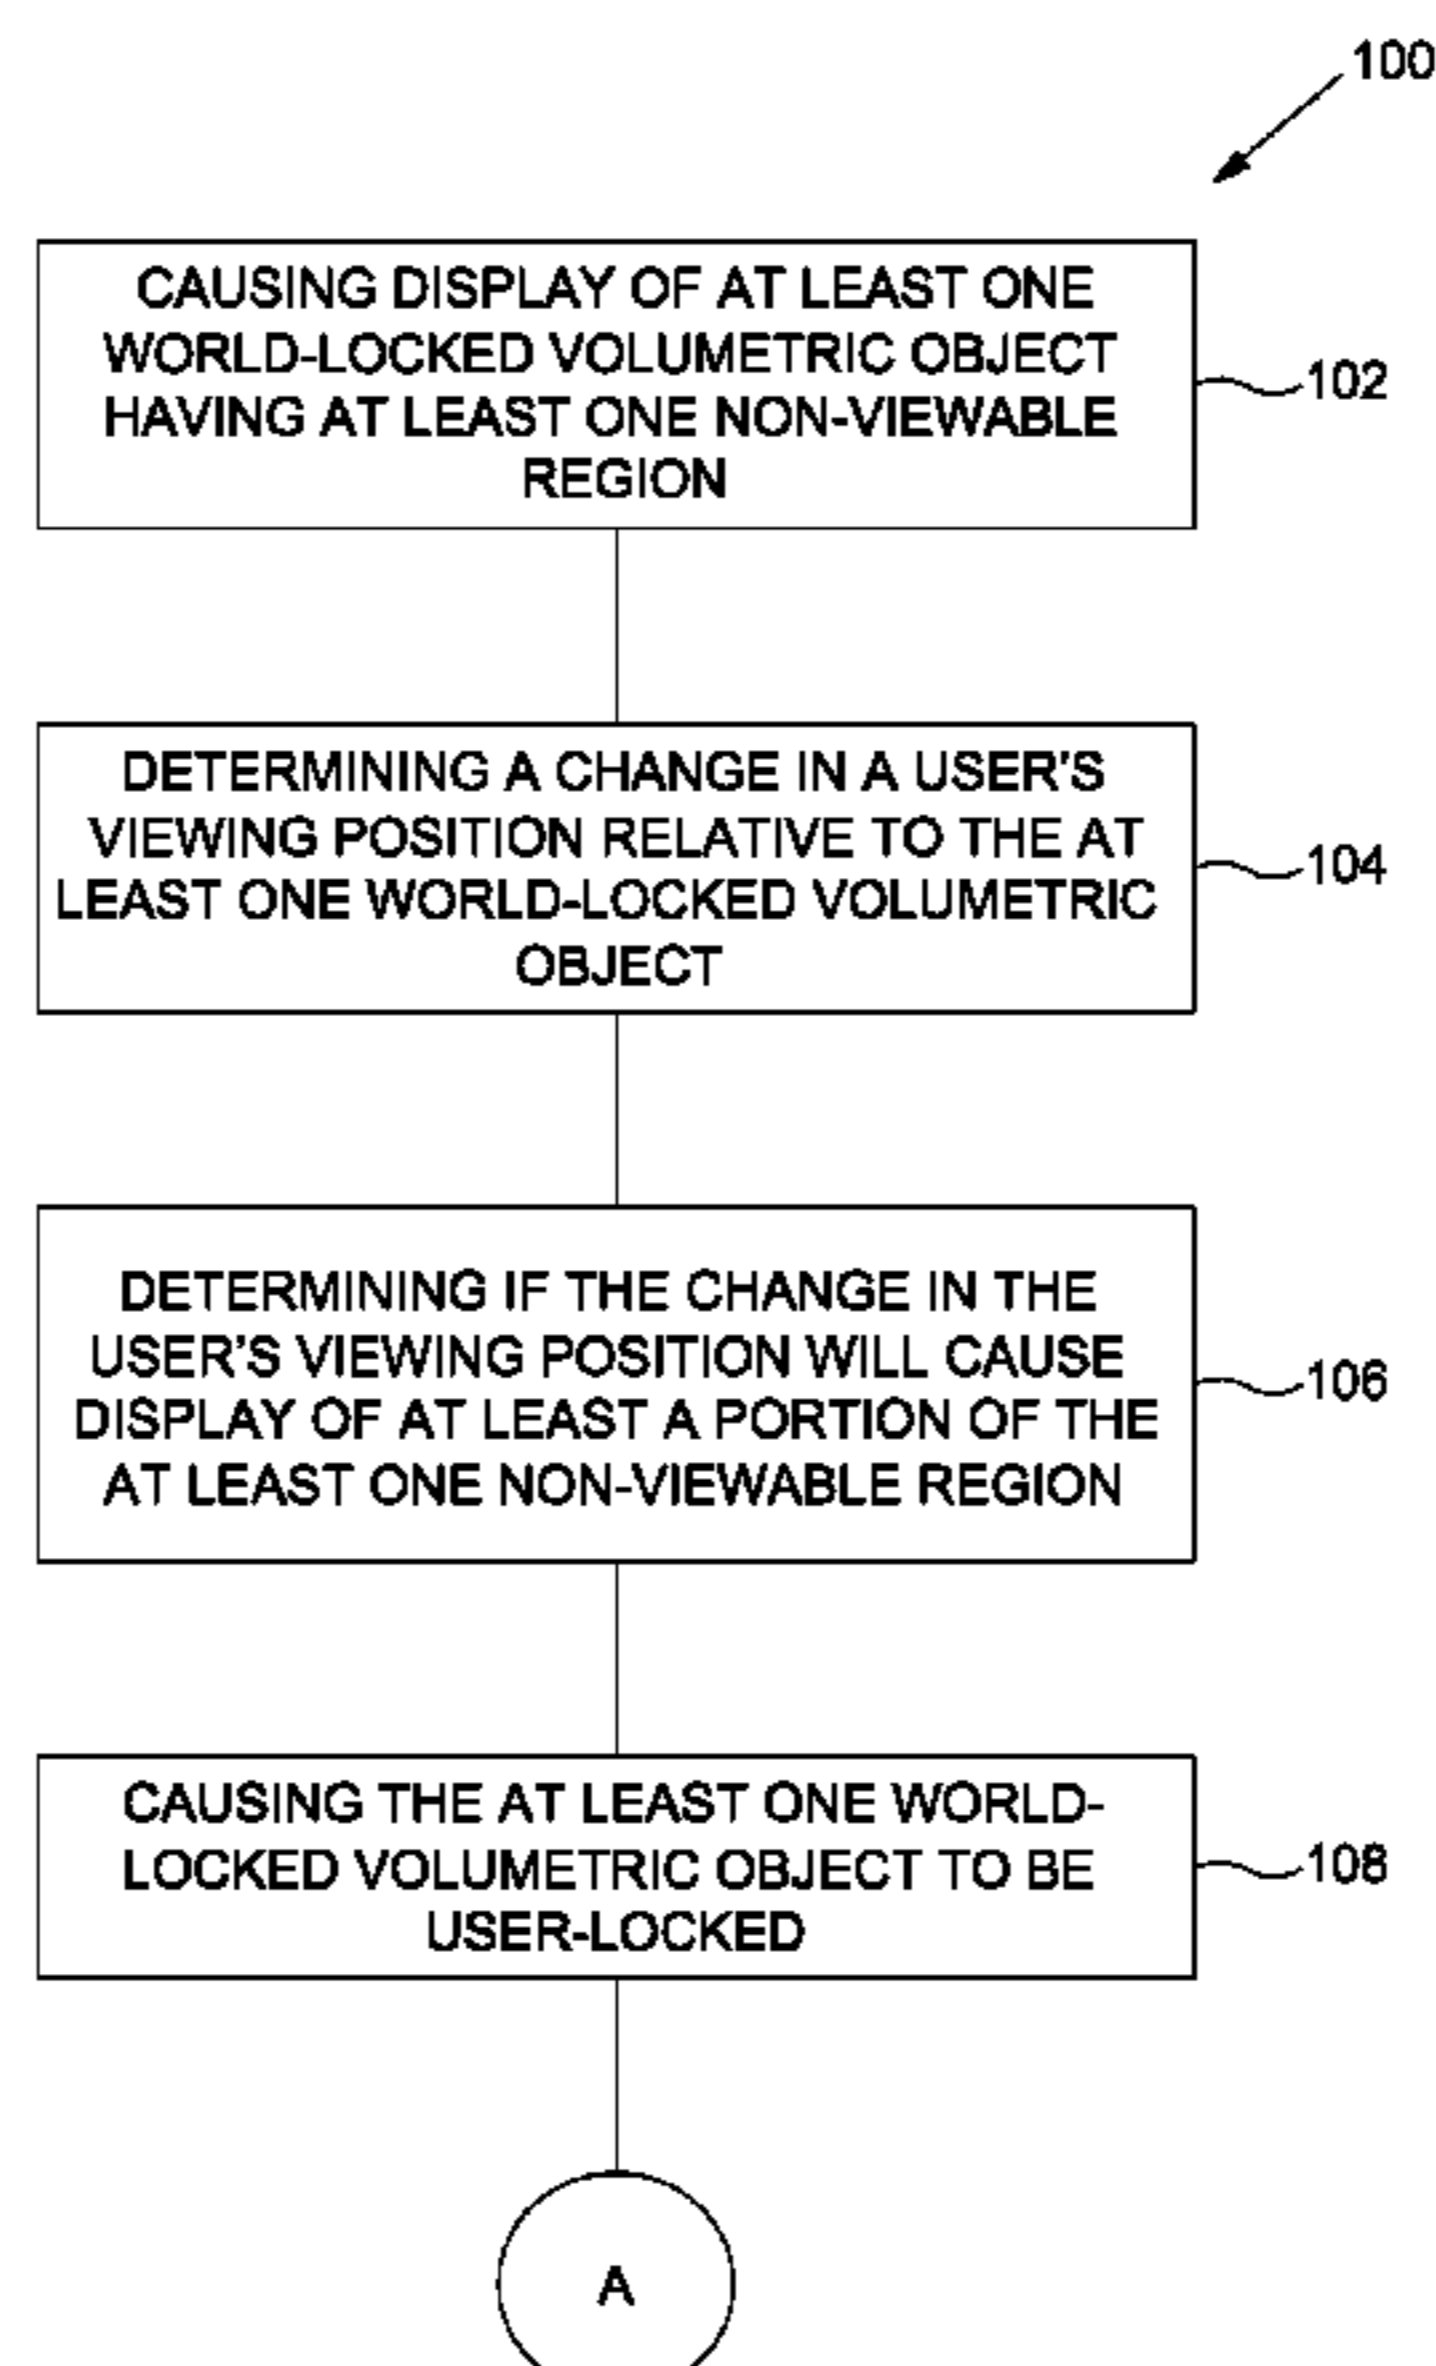 100
CAUSING DISPLAY OF AT LEAST ONE
WORLD-LOCKED VOLUMETRIC OBJECT
HAVING AT LEAST ONE NON-VIEWABLE
REGION
102
DETERMINING A CHANGE IN A USER'S
VIEWING POSITION RELATIVE TO THE AT
LEAST ONE WORLD-LOCKED VOLUMETRIC
OBJECT
104
DETERMINING IF THE CHANGE IN THE
USER'S VIEWING POSITION WILL CAUSE
DISPLAY OF AT LEAST A PORTION OF THE
AT LEAST ONE NON-VIEWABLE REGION
106
CAUSING THE AT LEAST ONE WORLD-
LOCKED VOLUMETRIC OBJECT TO BE
USER-LOCKED
108
A